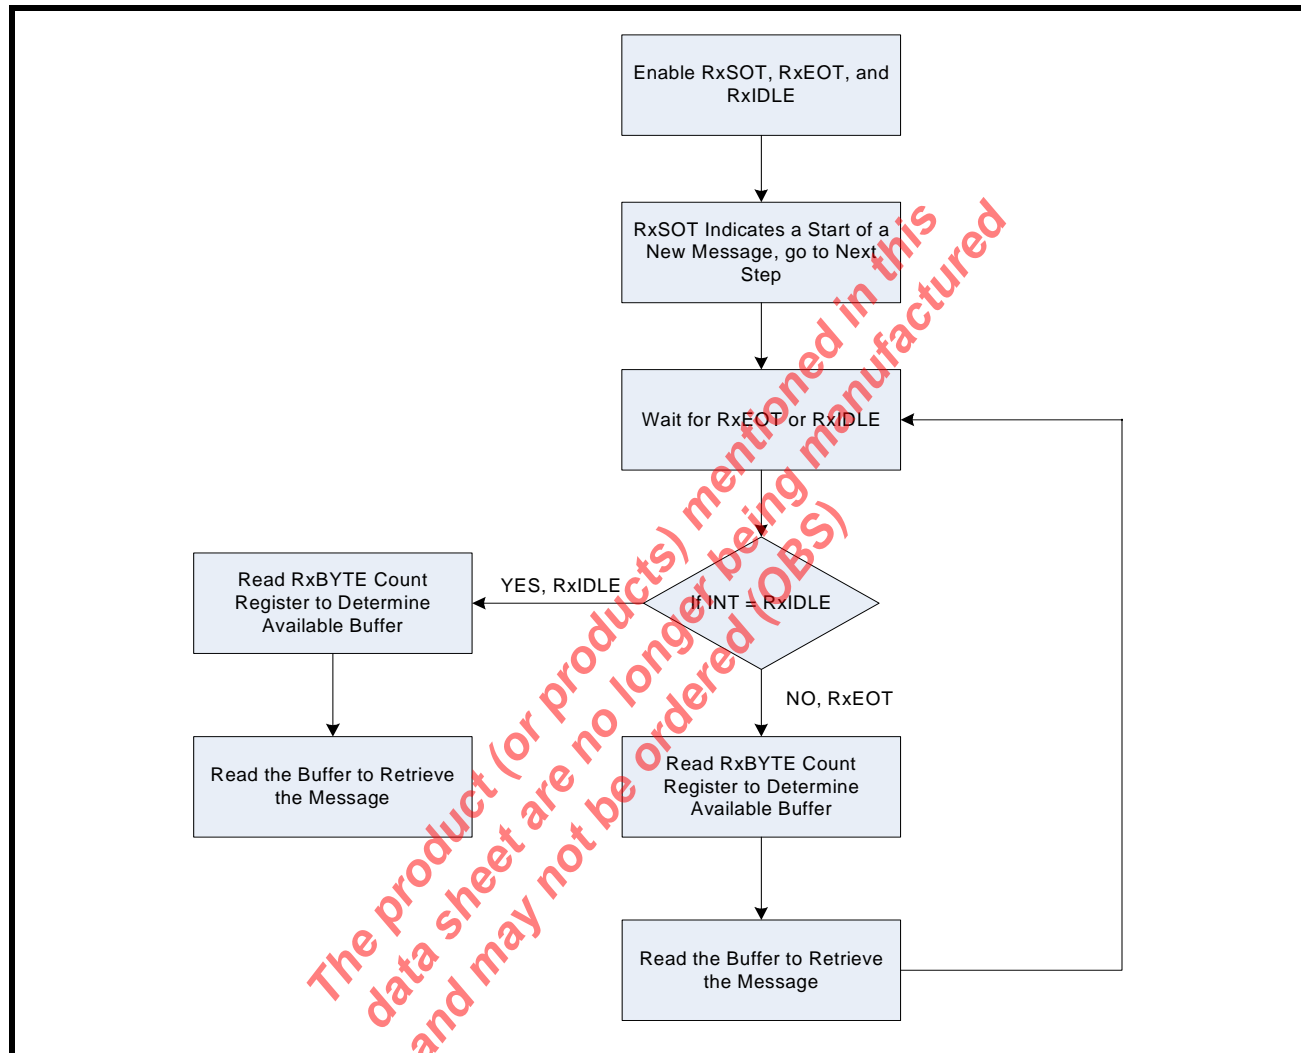 Enable RxSOT, RxEOT, and
RxIDLE
RxSOT Indicates a Start of a
New Message, go to Next
Step
Wait for RxEOT or RxIDLE
If INT = RxIDLE
YES, RxIDLE
Read RxBYTE Count
Register to Determine
Available Buffer
Read the Buffer to Retrieve
the Message
NO, RxEOT
Read RxBYTE Count
Register to Determine
Available Buffer
Read the Buffer to Retrieve
the Message
The product (or products) mentioned in this
data sheet are no longer being manufactured
and may not be ordered (OBS)